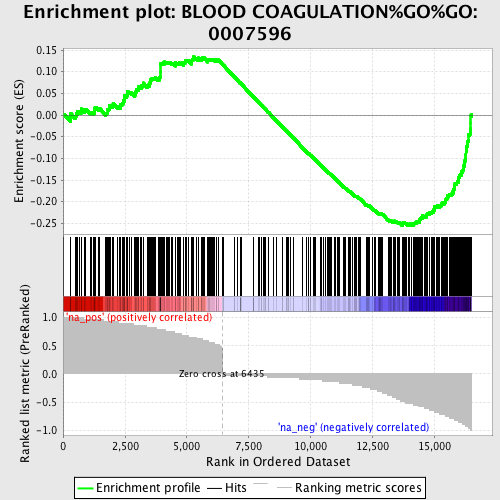 Enrichment plot: BLOOD COAGULATION%GO%GO:
0007596
Enrichment score (ES)
0.15
0.10
0.05
0.00
-0.05
-0.10
-0.15
-0.20
-0.25
Ranked list metric (PreRanked)
1.0
0.5
0.0
-0.5
-1.0
'na_pos' (positively correlated)
Zero cross at 6435
'na_neg' (negatively correlated)
0
2,500
5,000
7,500
10,000
12,500
15,000
Rank in Ordered Dataset
Enrichment profile
Hits
Ranking metric scores